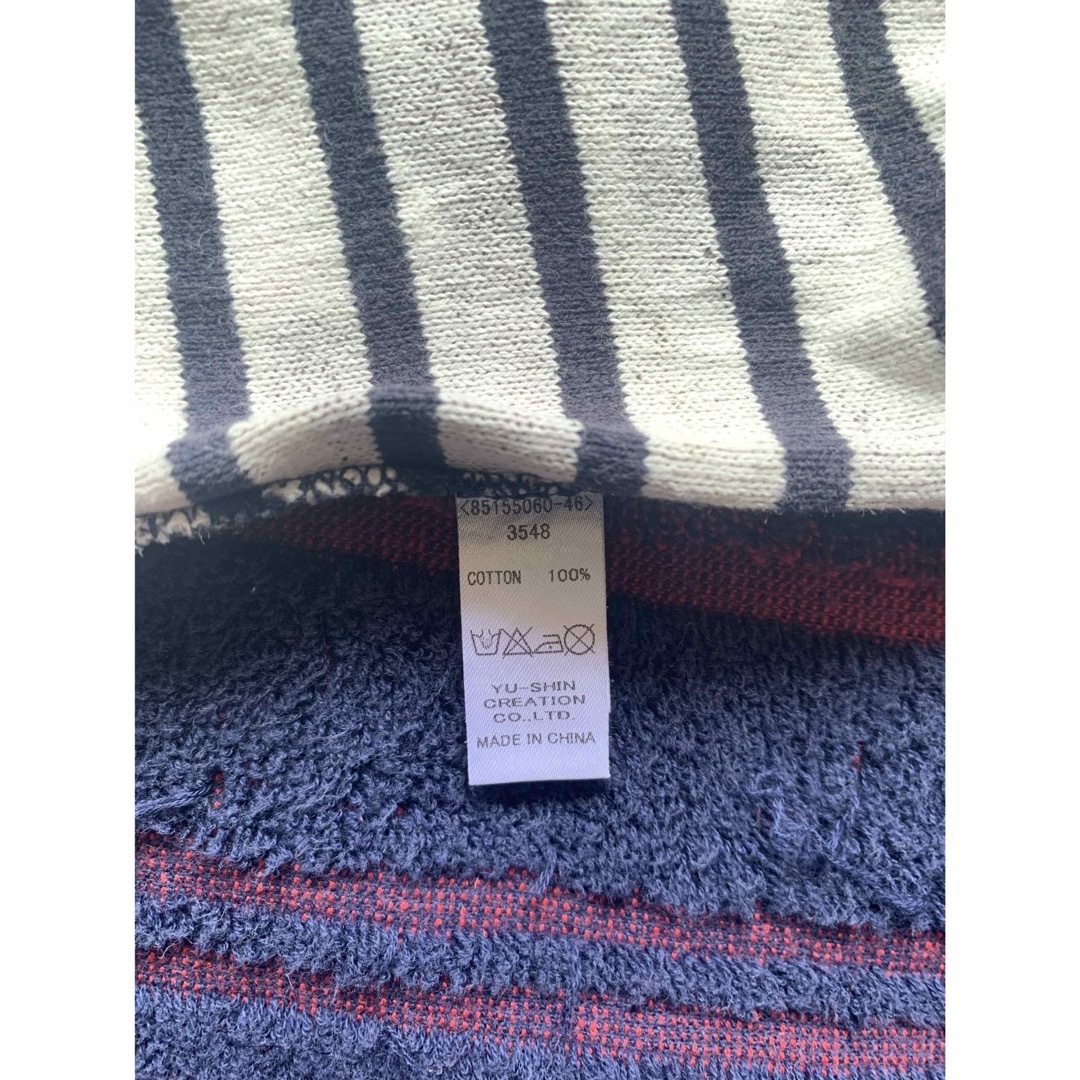 <85155060-46>
3548
COTTON 100%
YU-SHIN
CREATION
CO.,LTD.
MADE IN CHINA